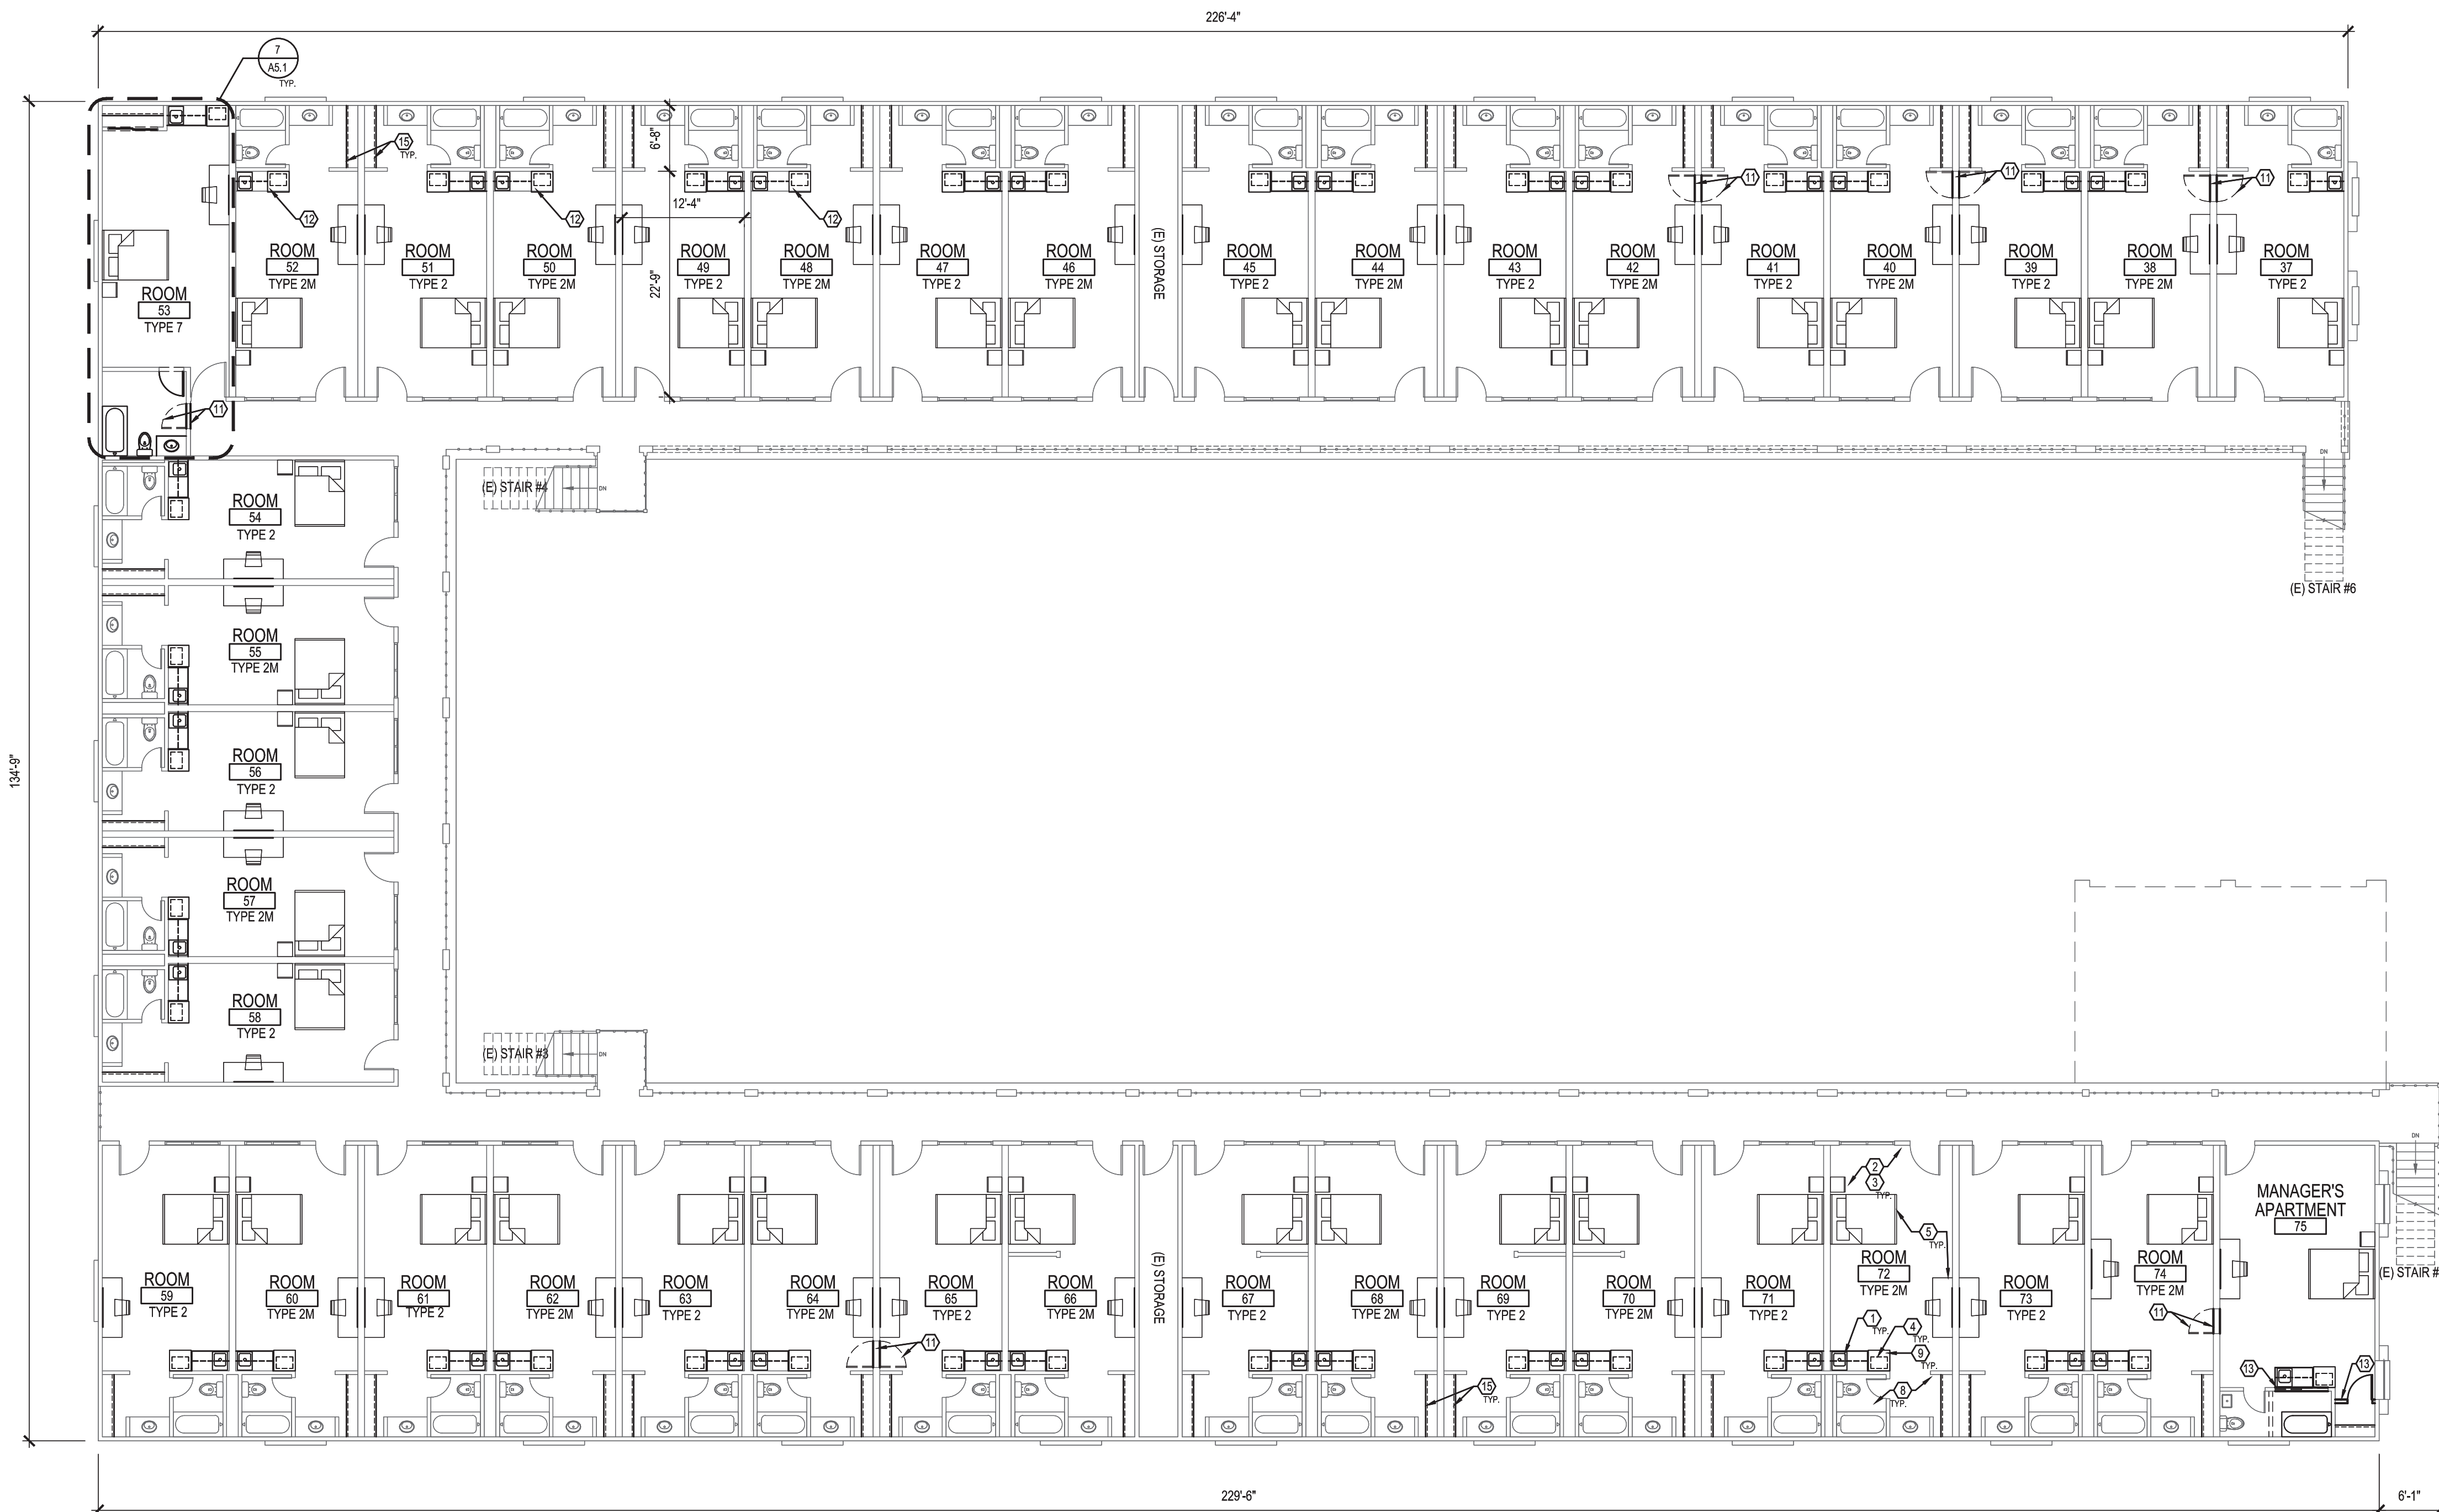 226'-4"
7
A5.1
TYP.
15
TYP.
6'-8"
11
11
11
12
12
12
12'-4"
22'-9"
ROOM
52
TYPE 2M
ROOM
51
TYPE 2
ROOM
50
TYPE 2M
ROOM
49
TYPE 2
ROOM
48
TYPE 2M
ROOM
47
TYPE 2
ROOM
46
TYPE 2M
(E) STORAGE
ROOM
45
TYPE 2
ROOM
44
TYPE 2M
ROOM
43
TYPE 2
ROOM
42
TYPE 2M
ROOM
41
TYPE 2
ROOM
40
TYPE 2M
ROOM
39
TYPE 2
ROOM
38
TYPE 2M
ROOM
37
TYPE 2
ROOM
53
TYPE 7
11
(E) STAIR #4
DN
DN
(E) STAIR #6
ROOM
54
TYPE 2
ROOM
55
TYPE 2M
134'-9"
ROOM
56
TYPE 2
ROOM
57
TYPE 2M
ROOM
58
TYPE 2
(E) STAIR #3
DN
DN
2
3
TYP.
5
TYP.
MANAGER'S
APARTMENT
75
(E) STAIR #
ROOM
59
TYPE 2
ROOM
60
TYPE 2M
ROOM
61
TYPE 2
ROOM
62
TYPE 2M
ROOM
63
TYPE 2
ROOM
64
TYPE 2M
ROOM
65
TYPE 2
ROOM
66
TYPE 2M
(E) STORAGE
ROOM
67
TYPE 2
ROOM
68
TYPE 2M
ROOM
69
TYPE 2
ROOM
70
TYPE 2M
ROOM
71
TYPE 2
ROOM
72
TYPE 2M
ROOM
73
TYPE 2
ROOM
74
TYPE 2M
11
11
1
TYP.
4
TYP.
9
TYP.
8
TYP.
15
TYP.
13
13
229'-6"
6'-1"